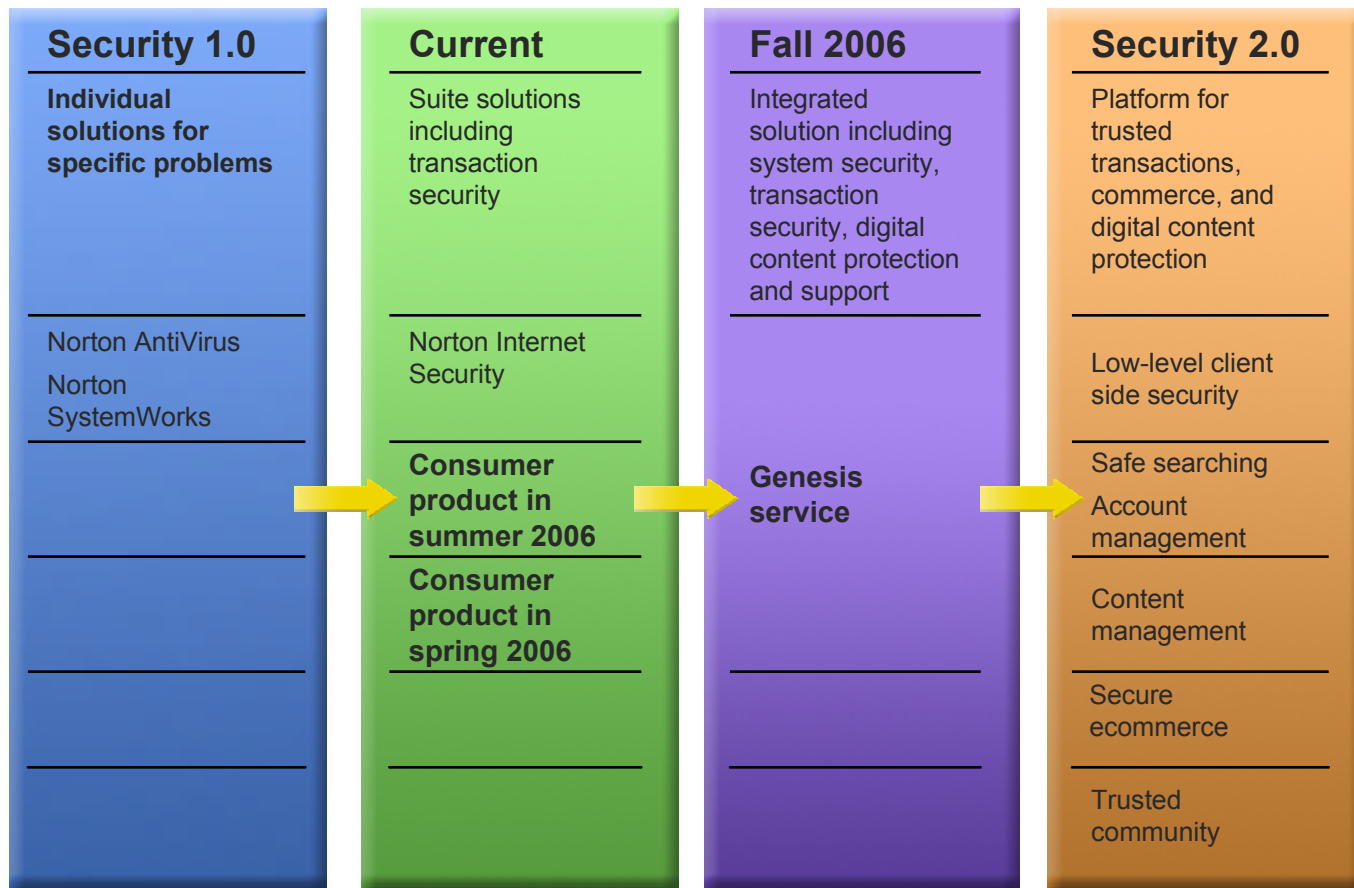 Security 1.0
Individual
solutions for
specific problems
Norton AntiVirus
Norton
SystemWorks
Current
Suite solutions
including
transaction
security
Norton Internet
Security
Consumer
product in
summer 2006
Consumer
product in
spring 2006
Fall 2006
Integrated
solution including
system security,
transaction
security, digital
content protection
and support
Genesis
service
Security 2.0
Platform for
trusted
transactions,
commerce, and
digital content
protection
Low-level client
side security
Safe searching
Account
management
Content
management
Secure
ecommerce
Trusted
community